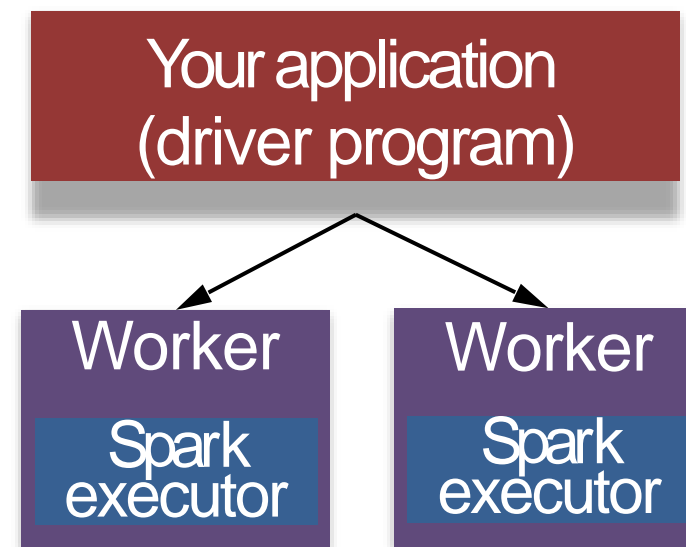 Your application
(driver program)
Worker
Spark
executor
Worker
Spark
executor